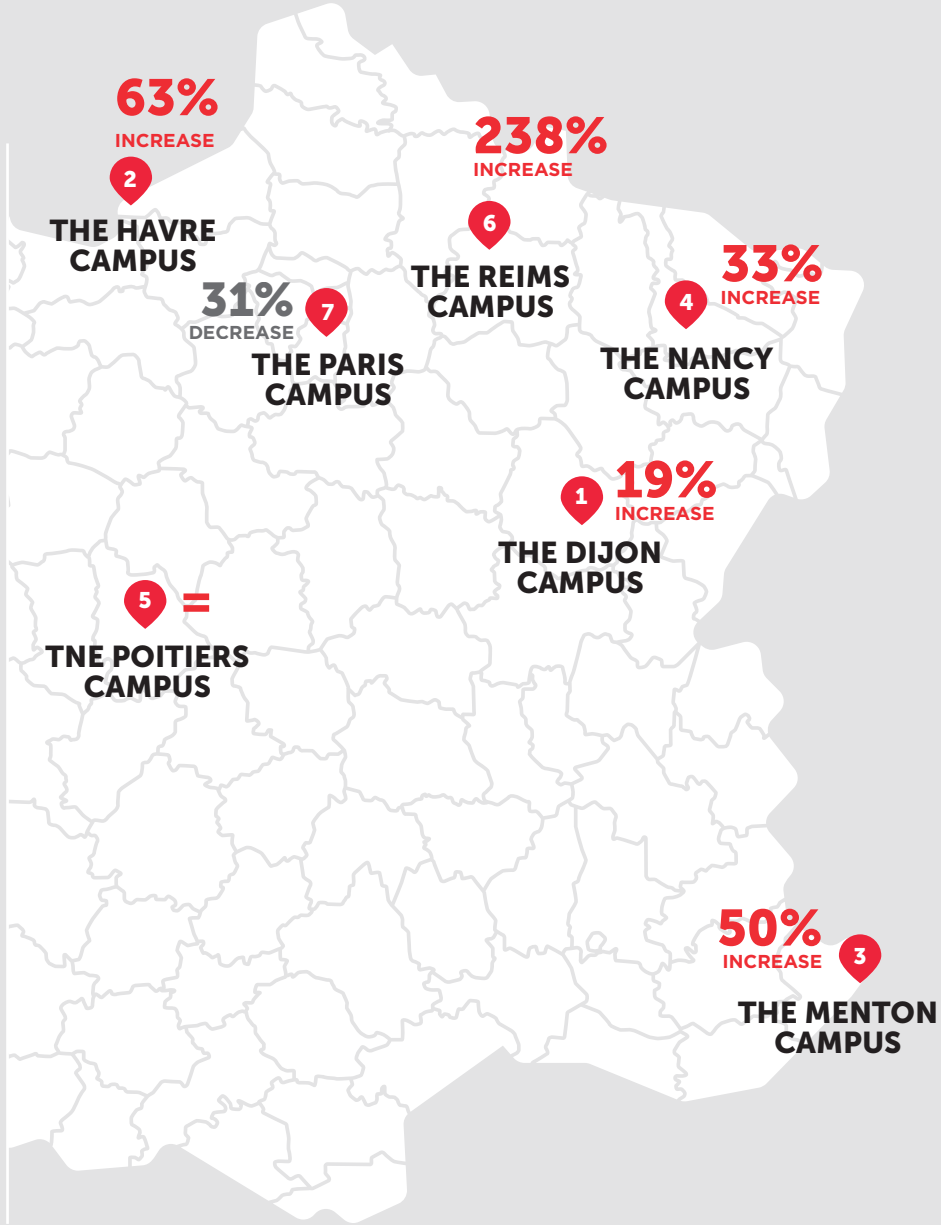 63%
INCREASE
2
THE HAVRE
CAMPUS
238%
INCREASE
6
THE REIMS
CAMPUS
31%
DECREASE
7
THE PARIS
CAMPUS
33%
INCREASE
4
THE NANCY
CAMPUS
19%
INCREASE
1
THE DIJON
CAMPUS
5 =
TNE POITIERS
CAMPUS
50%
INCREASE
3
THE MENTON
CAMPUS